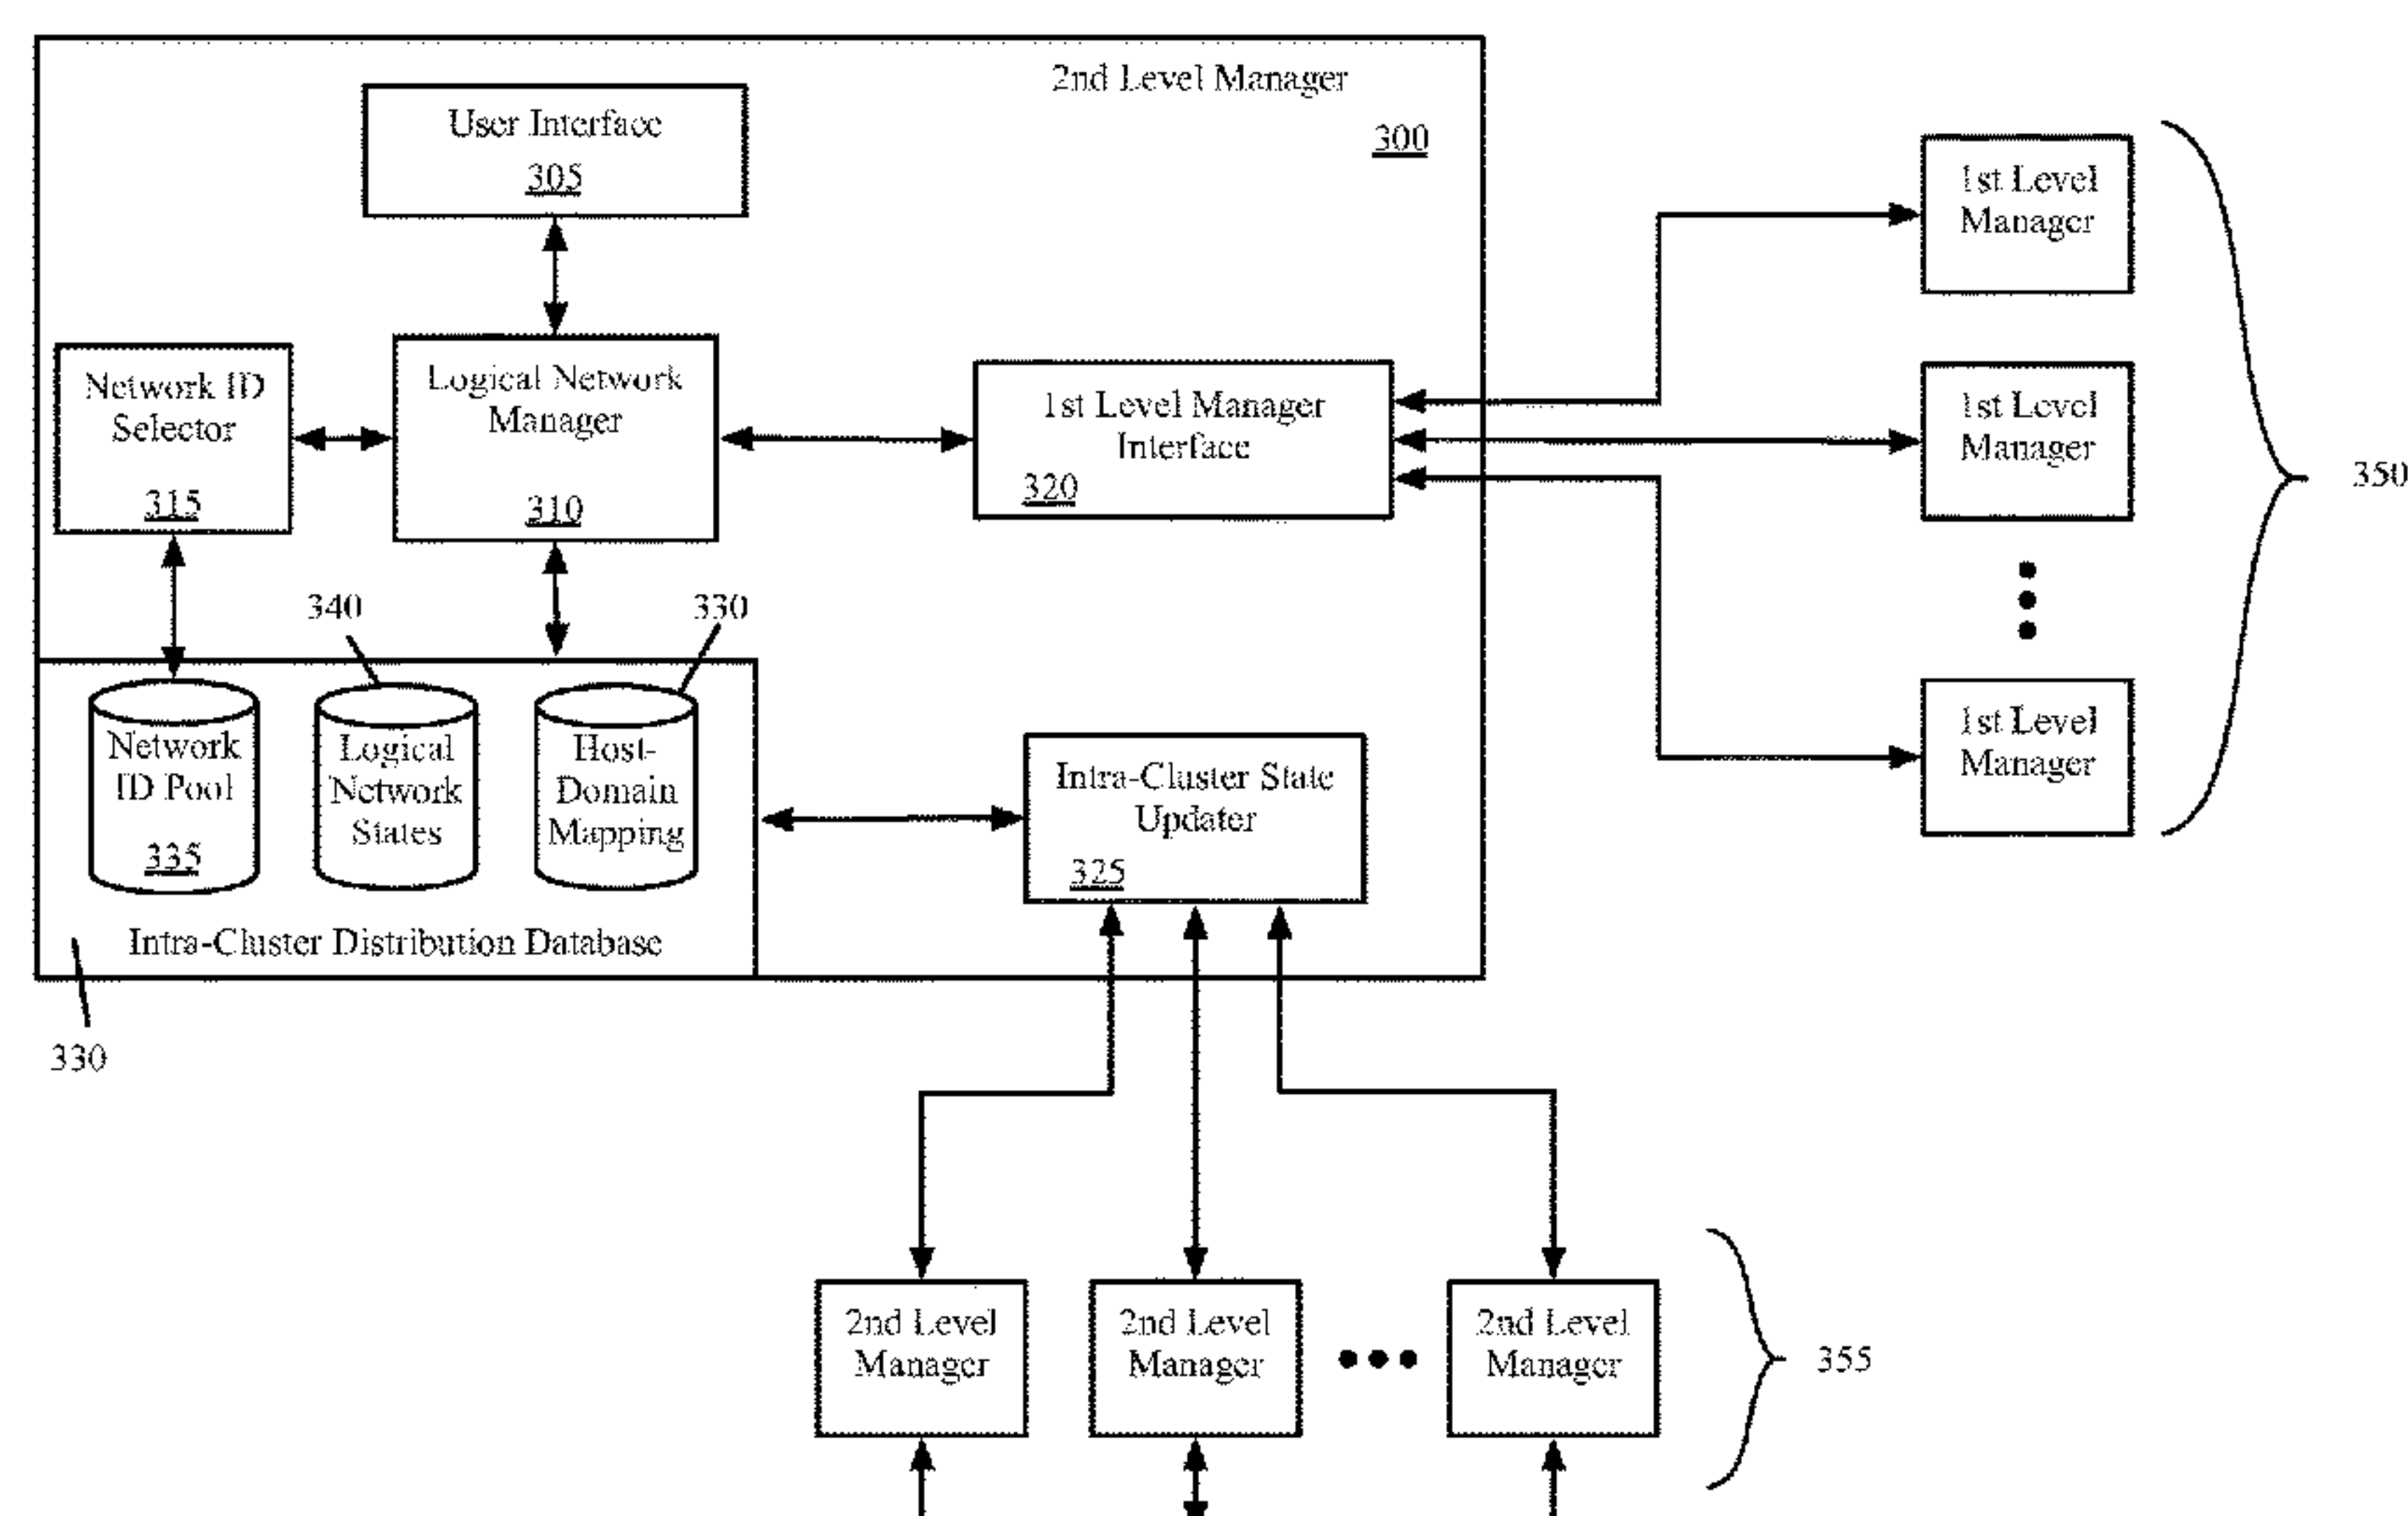 2nd Level Manager
300
User Interface
305
Network ID
Selector
315
Logical Network
Manager
310
1st Level Manager
Interface
320
1st Level
Manager
1st Level
Manager
1st Level
Manager
350
340
330
Network
ID Pool
335
Logical
Network
States
Host-
Domain
Mapping
Intra-Cluster Distribution Database
330
Intra-Cluster State
Updater
325
2nd Level
Manager
2nd Level
Manager
2nd Level
Manager
355